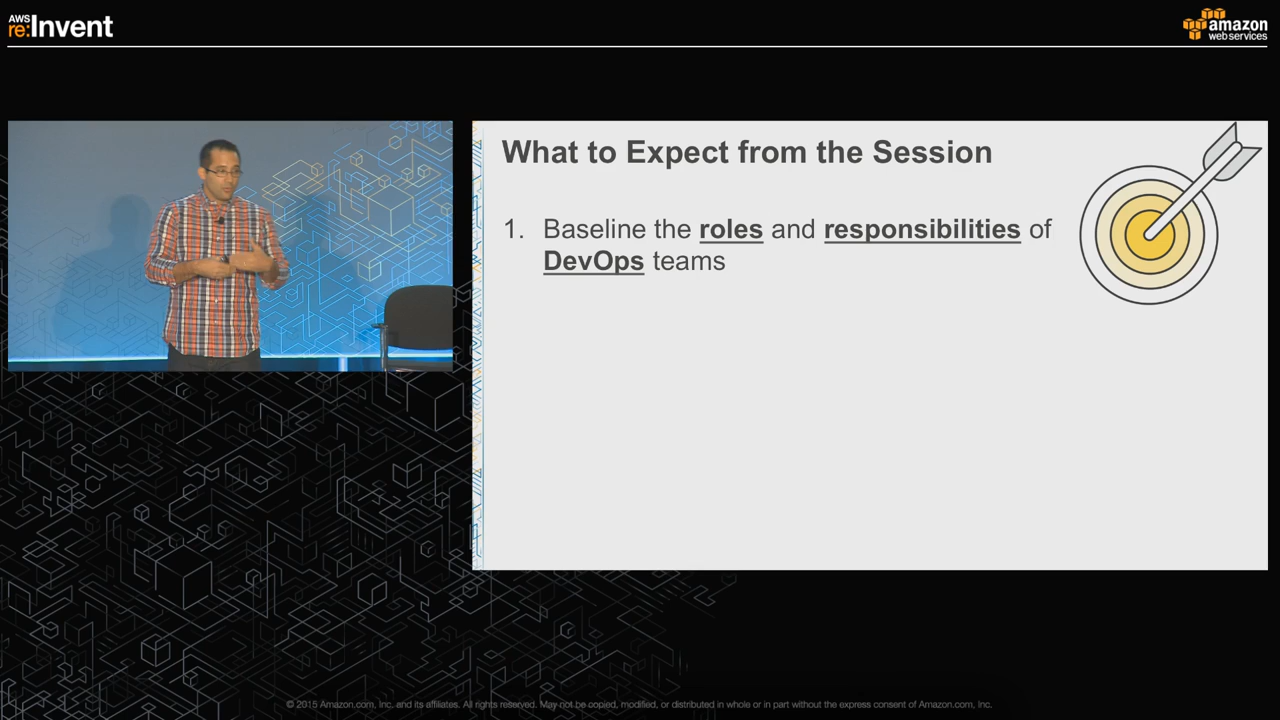 AWS
re:Invent
amazon
web services
What to Expect from the Session
1. Baseline the roles and responsibilities of
DevOps teams
© 2015 Amazon.com, Inc. and its affiliates. All rights reserved. May not be copied, modified, or distributed in whole or in part without the express consent of Amazon.com, Inc.